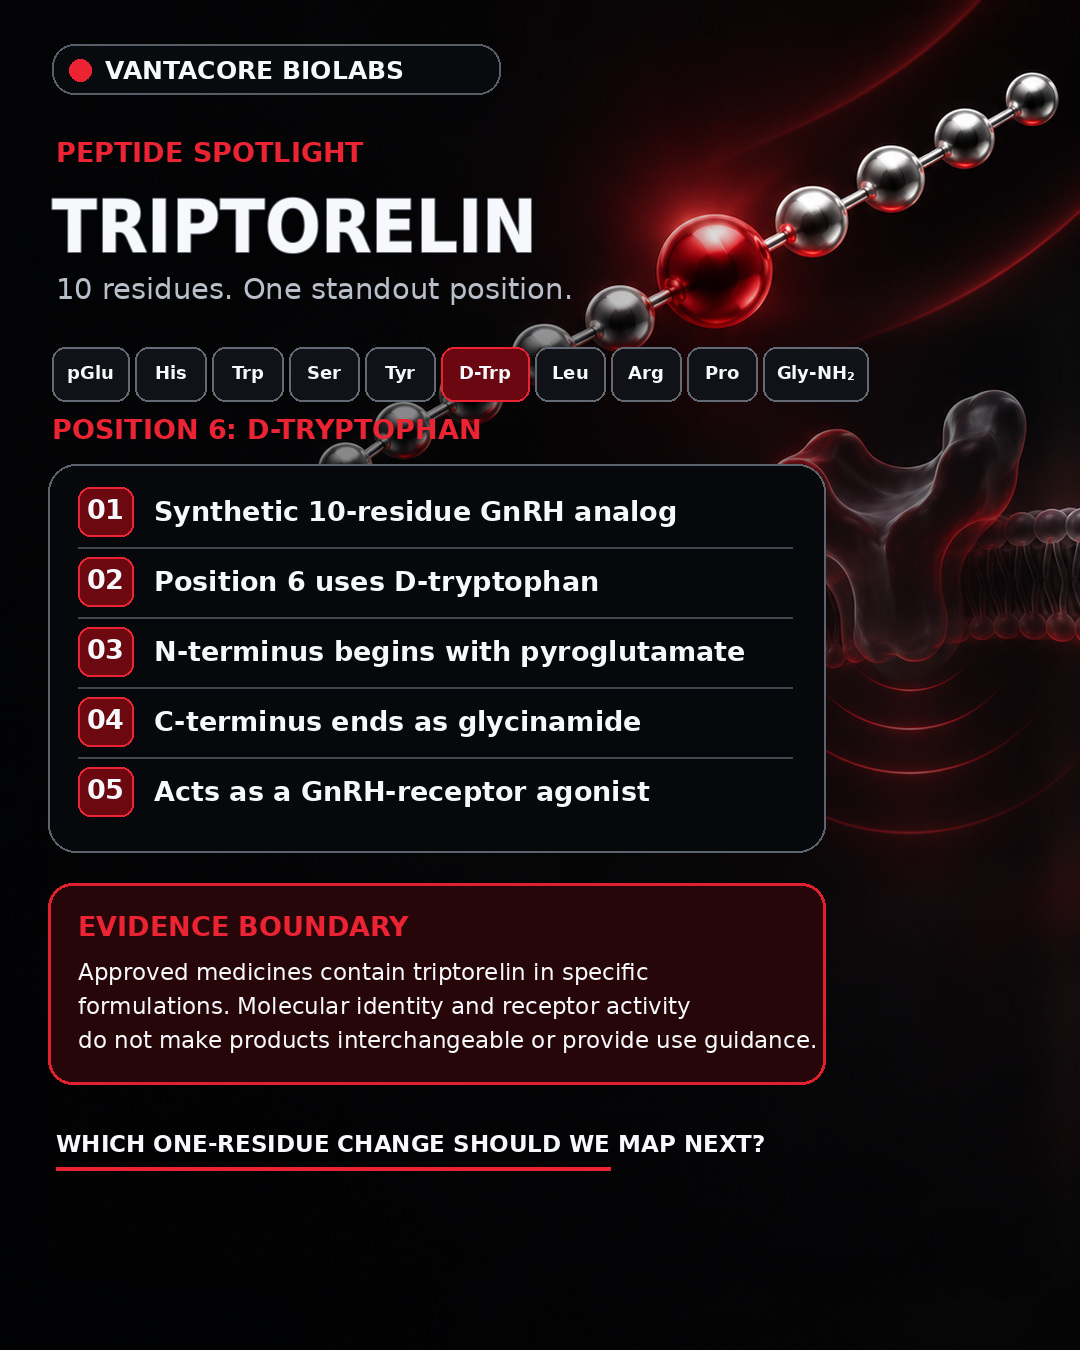 VANTACORE BIOLABS
PEPTIDE SPOTLIGHT
TRIPTORELIN
10 residues. One standout position.
pGlu His Trp Ser Tyr D-Trp Leu Arg Pro Gly-NH₂
POSITION 6: D-TRYPTOPHAN
01 Synthetic 10-residue GnRH analog
02 Position 6 uses D-tryptophan
03 N-terminus begins with pyroglutamate
04 C-terminus ends as glycinamide
05 Acts as a GnRH-receptor agonist
EVIDENCE BOUNDARY
Approved medicines contain triptorelin in specific
formulations. Molecular identity and receptor activity
do not make products interchangeable or provide use guidance.
WHICH ONE-RESIDUE CHANGE SHOULD WE MAP NEXT?